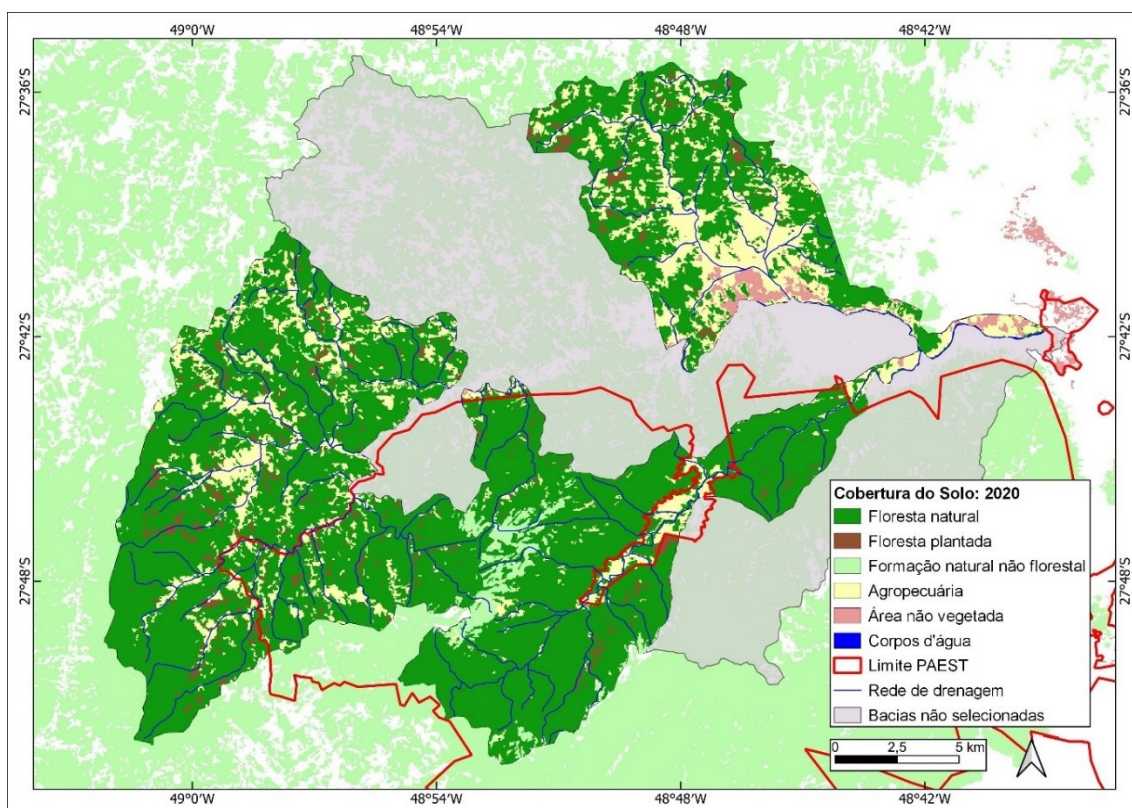 49°0'W 48°54'W 48°48'W 48°42'W
27°36'S 27°36'S
27°42'S 27°42'S
27°48'S 27°48'S
Cobertura do Solo: 2020
Floresta natural
Floresta plantada
Formação natural não florestal
Agropecuária
Área não vegetada
Corpos d'água
Limite PAEST
Rede de drenagem
Bacias não selecionadas
0 2,5 5 km
49°0'W 48°54'W 48°48'W 48°42'W